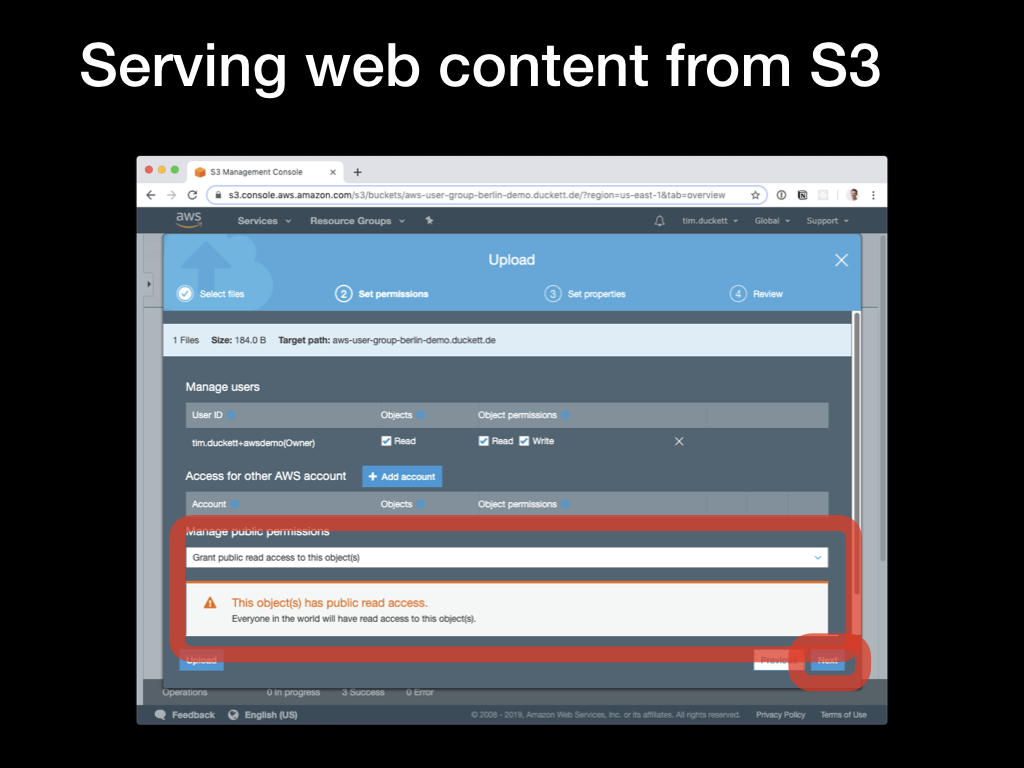 Serving web content from S3
S3 Management Console
s3.console.aws.amazon.com/s3/buckets/aws-user-group-berlin-demo.duckett.de/?region=us-east-1&tab=overview
aws Services Resource Groups tim.duckett Global Support
Upload
Select files 2 Set permissions 3 Set properties 4 Review
1 Files Size: 184.0 B Target path: aws-user-group-berlin-demo.duckett.de
Manage users
User ID Objects Object permissions
tim.duckett+awsdemo(Owner) Read Read Write
Access for other AWS account Add account
Account Objects Object permissions
Manage public permissions
Grant public read access to this object(s)
This object(s) has public read access.
Everyone in the world will have read access to this object(s).
Upload Previous Next
Operations 0 In progress 3 Success 0 Error
Feedback English (US) © 2008 - 2019, Amazon Web Services, Inc. or its affiliates. All rights reserved. Privacy Policy Terms of Use